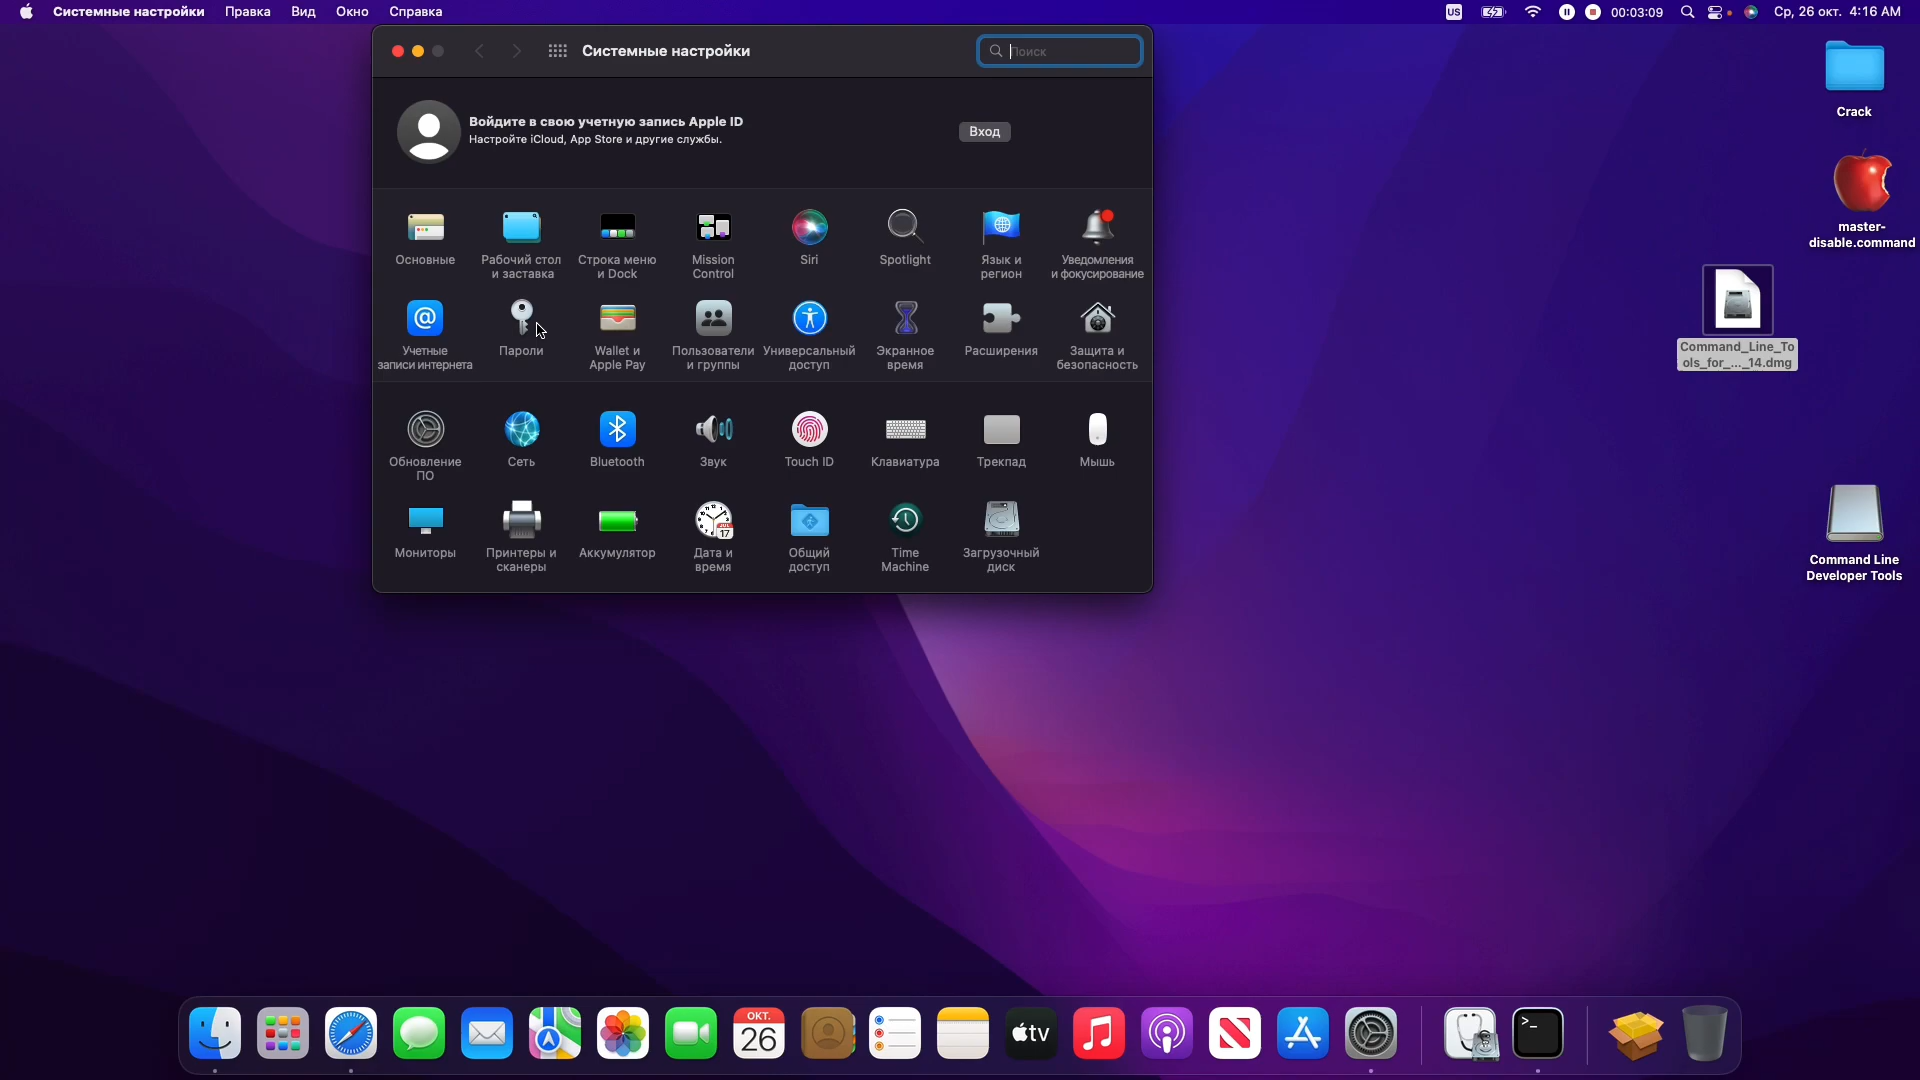 Системные настройки Правка Вид Окно Справка
US 00:03:09 Ср, 26 окт. 4:16 AM
Системные настройки
Поиск
Войдите в свою учетную запись Apple ID
Настройте iCloud, App Store и другие службы.
Вход
Основные
Рабочий стол
и заставка
Строка меню
и Dock
Mission
Control
Siri
Spotlight
Язык и
регион
Уведомления
и фокусирование
Учетные
записи интернета
Пароли
Wallet и
Apple Pay
Пользователи
и группы
Универсальный
доступ
Экранное
время
Расширения
Защита и
безопасность
Обновление
ПО
Сеть
Bluetooth
Звук
Touch ID
Клавиатура
Трекпад
Мышь
Мониторы
Принтеры и
сканеры
Аккумулятор
JUL
17
Дата и
время
Общий
доступ
Time
Machine
Загрузочный
диск
Crack
master-
disable.command
Command_Line_To
ols_for_..._14.dmg
Command Line
Developer Tools
ОКТ.
26
tv
>_